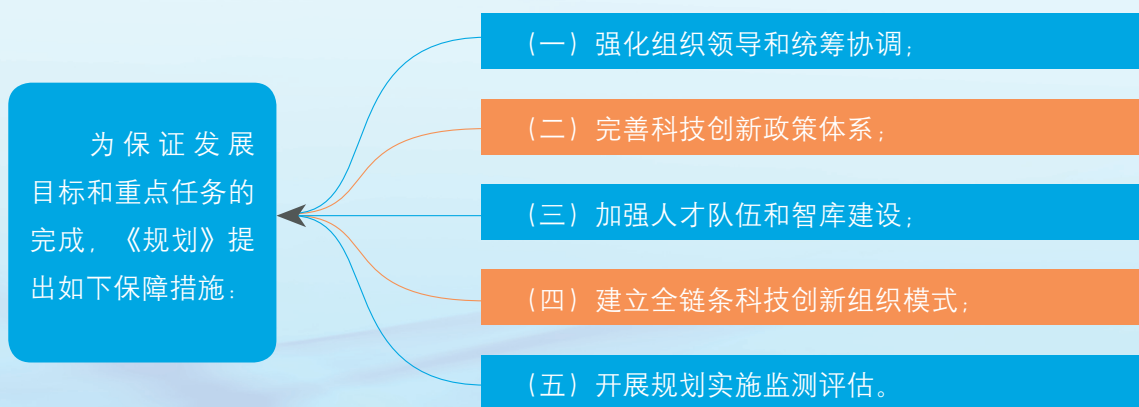 为保证发展
目标和重点任务的
完成，《规划》提
出如下保障措施：
（一）强化组织领导和统筹协调；
（二）完善科技创新政策体系；
（三）加强人才队伍和智库建设；
（四）建立全链条科技创新组织模式；
（五）开展规划实施监测评估。